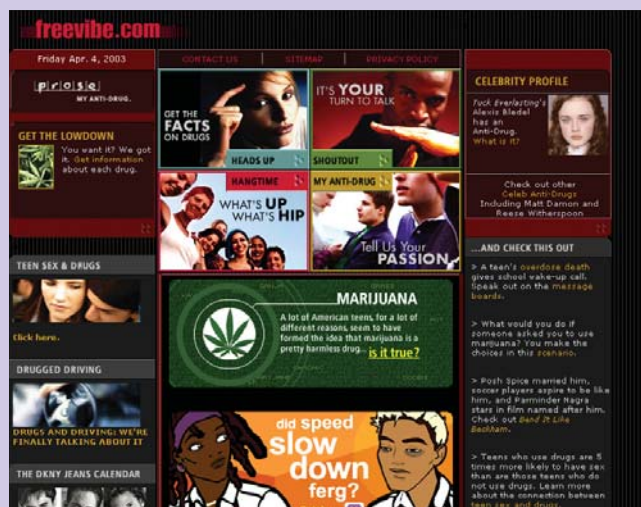 freevibe.com
Friday Apr. 4, 2003
CONTACT US | SITEMAP | PRIVACY POLICY
prose
MY ANTI-DRUG.
GET THE LOWDOWN
You want it? We got
it. Get information
about each drug.
TEEN SEX & DRUGS
Click here.
DRUGGED DRIVING
DRUGS AND DRIVING: WE'RE
FINALLY TALKING ABOUT IT
THE DKNY JEANS CALENDAR
GET THE
FACTS
ON DRUGS
HEADS UP
IT'S YOUR
TURN TO TALK
SHOUTOUT
HANGTIME
WHAT'S UP
WHAT'S HIP
MY ANTI-DRUG
Tell Us Your
PASSION
MARIJUANA
A lot of American teens, for a lot of
different reasons, seem to have
formed the idea that marijuana is a
pretty harmless drug... is it true?
did speed
slow
down
ferg?
CELEBRITY PROFILE
Tuck Everlasting's
Alexis Bledel
has an
Anti-Drug.
What is it?
Check out other
Celeb Anti-Drugs
Including Matt Damon and
Reese Witherspoon
...AND CHECK THIS OUT
> A teen's overdose death
gives school wake-up call.
Speak out on the message
boards.
> What would you do if
someone asked you to use
marijuana? You make the
choices in this scenario.
> Posh Spice married him,
soccer players aspire to be like
him, and Parminder Nagra
stars in film named after him.
Check out Bend It Like
Beckham.
> Teens who use drugs are 5
times more likely to have sex
than are those teens who do
not use drugs. Learn more
about the connection between
teen sex and drugs.